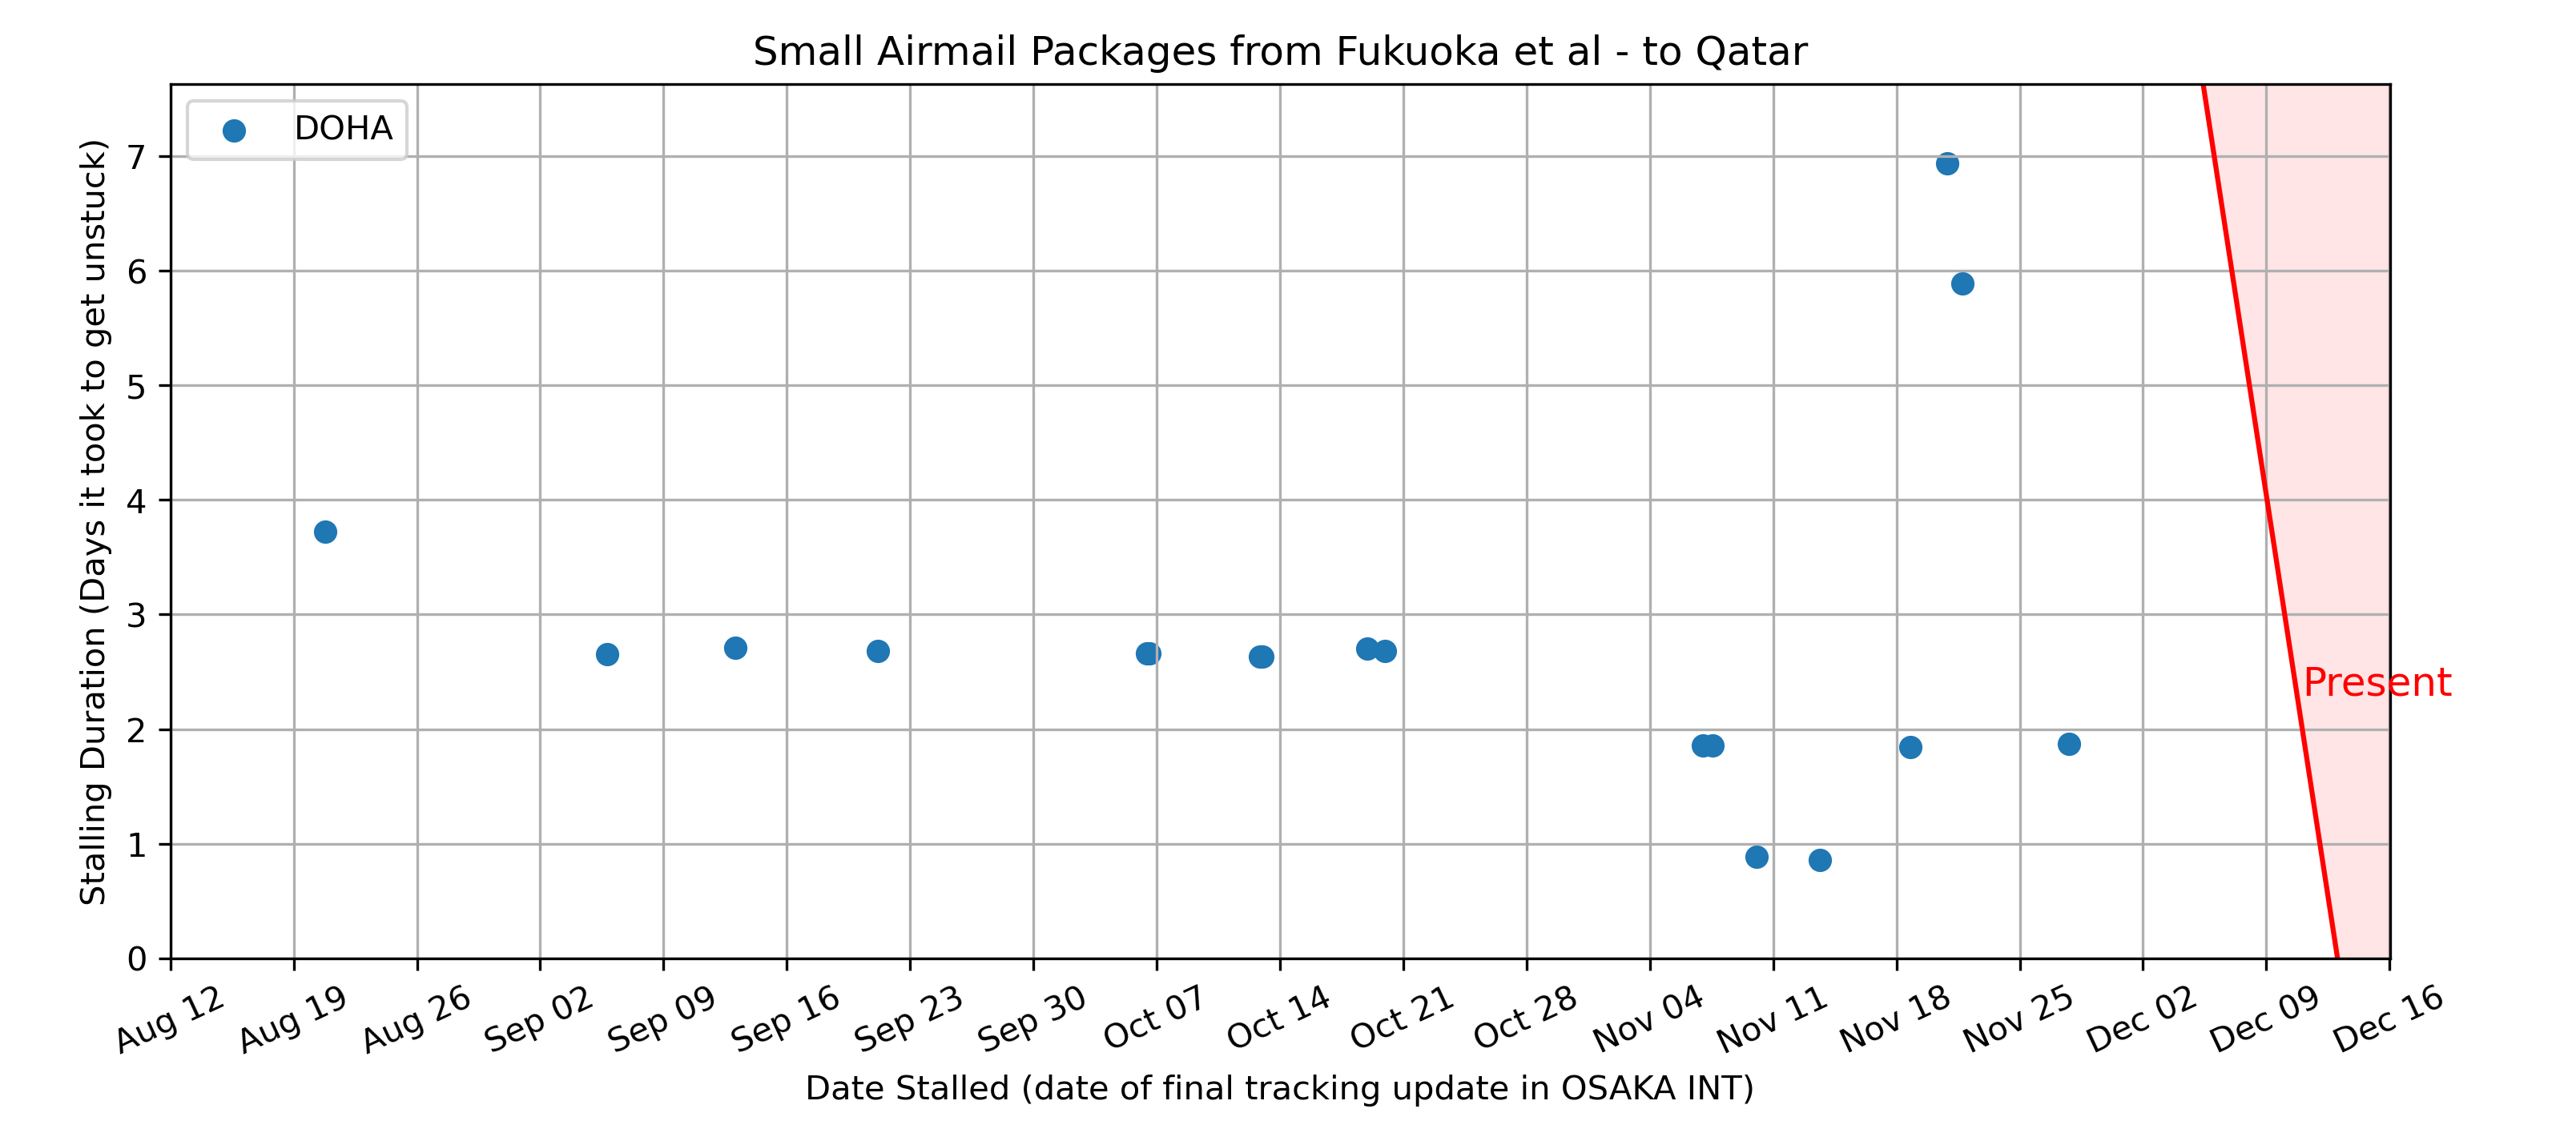 Small Airmail Packages from Fukuoka et al - to Qatar
DOHA
Stalling Duration (Days it took to get unstuck)
7
6
5
4
3
2
1
0
Present
Aug 12
Aug 19
Aug 26
Sep 02
Sep 09
Sep 16
Sep 23
Sep 30
Oct 07
Oct 14
Oct 21
Oct 28
Nov 04
Nov 11
Nov 18
Nov 25
Dec 02
Dec 09
Dec 16
Date Stalled (date of final tracking update in OSAKA INT)